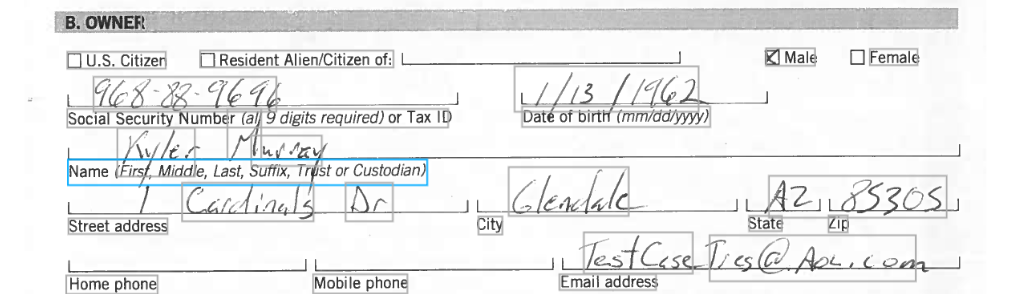 B. OWNER
U.S. Citizen Resident Alien/Citizen of: Male Female
968-88-9696 1/13/1962
Social Security Number (all 9 digits required) or Tax ID Date of birth (mm/dd/yyyy)
Kyler Murray
Name (First, Middle, Last, Suffix, Trust or Custodian)
1 Cardinals Dr Glendale AZ 85305
Street address City State Zip
TestCaseTies@Aol.com
Home phone Mobile phone Email address